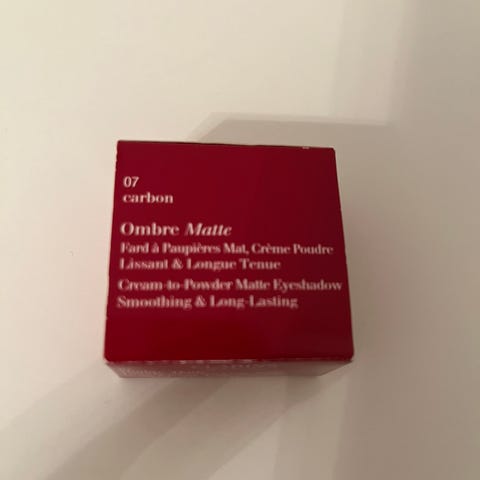 07
carbon
Ombre Matte
Fard à Paupières Mat, Crème Poudre
Lissant & Longue Tenue
Cream-to-Powder Matte Eyeshadow
Smoothing & Long-Lasting